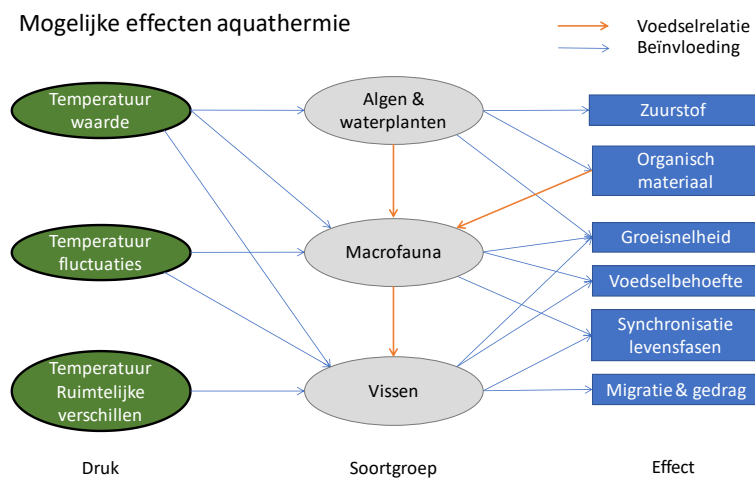 Mogelijke effecten aquathermie
Voedselrelatie
Beïnvloeding
Temperatuur
waarde
Algen &
waterplanten
Zuurstof
Organisch
materiaal
Temperatuur
fluctuaties
Macrofauna
Groeisnelheid
Voedselbehoefte
Synchronisatie
levensfasen
Temperatuur
Ruimtelijke
verschillen
Vissen
Migratie & gedrag
Druk
Soortgroep
Effect